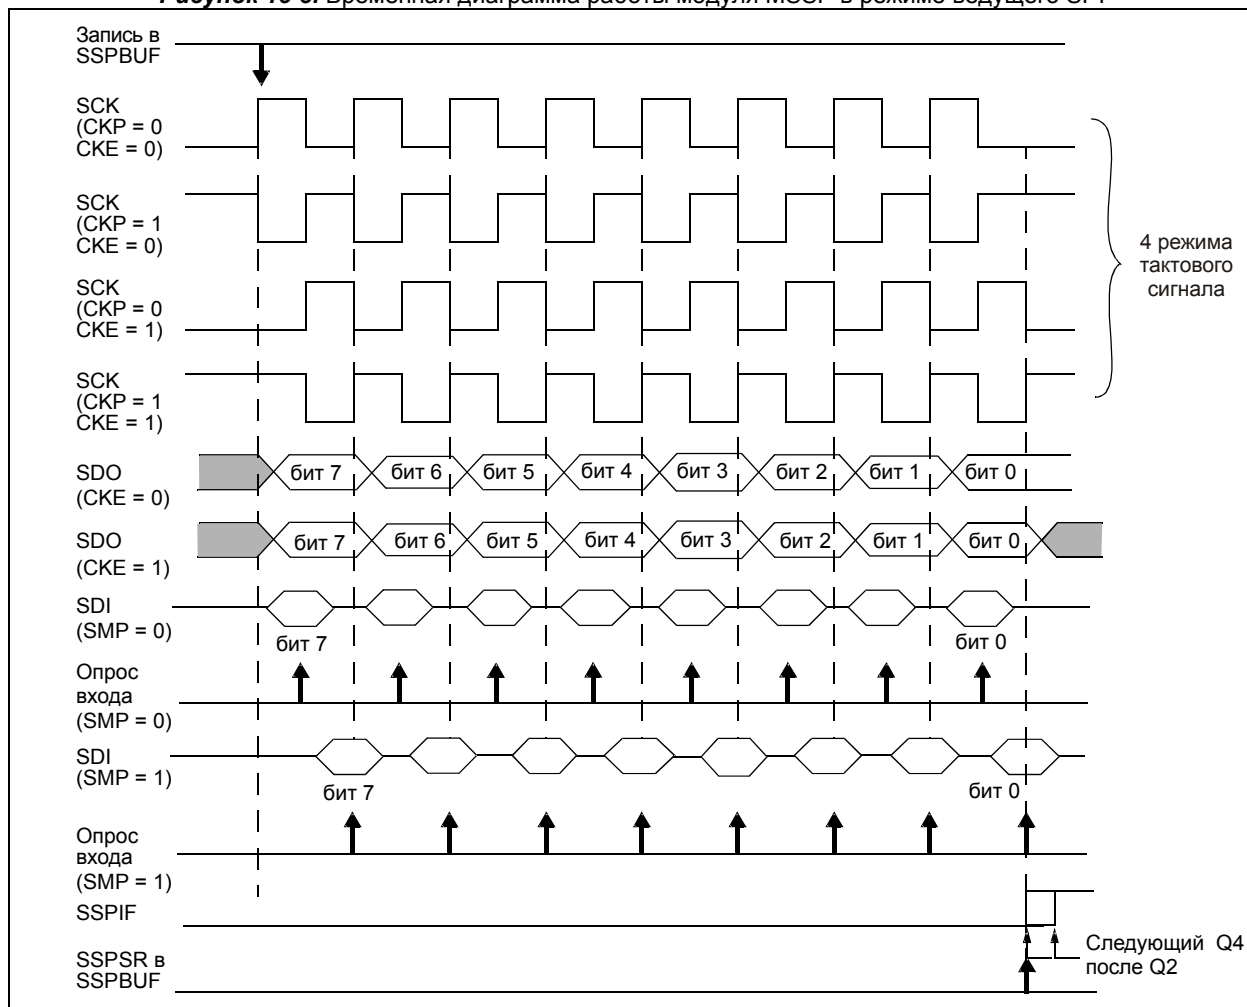 Рисунок Временная диаграмма работы модуля MSSP в режиме ведущего SPI
Запись в
SSPBUF
SCK
(CKP = 0
CKE = 0)
SCK
(CKP = 1
CKE = 0)
SCK
(CKP = 0
CKE = 1)
SCK
(CKP = 1
CKE = 1)
4 режима
тактового
сигнала
SDO
(CKE = 0)
бит 7 бит 6 бит 5 бит 4 бит 3 бит 2 бит 1 бит 0
SDO
(CKE = 1)
бит 7 бит 6 бит 5 бит 4 бит 3 бит 2 бит 1 бит 0
SDI
(SMP = 0)
бит 7 бит 0
Опрос
входа
(SMP = 0)
SDI
(SMP = 1)
бит 7 бит 0
Опрос
входа
(SMP = 1)
SSPIF
SSPSR в
SSPBUF
Следующий Q4
после Q2